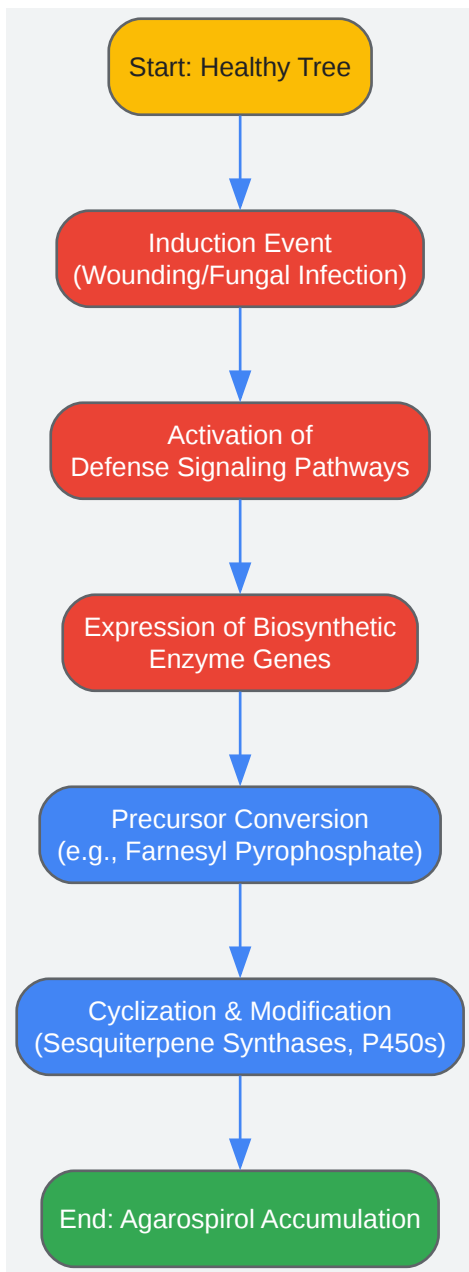 Start: Healthy Tree
Induction Event
(Wounding/Fungal Infection)
Activation of
Defense Signaling Pathways
Expression of Biosynthetic
Enzyme Genes
Precursor Conversion
(e.g., Farnesyl Pyrophosphate)
Cyclization & Modification
(Sesquiterpene Synthases, P450s)
End: Agarospirol Accumulation